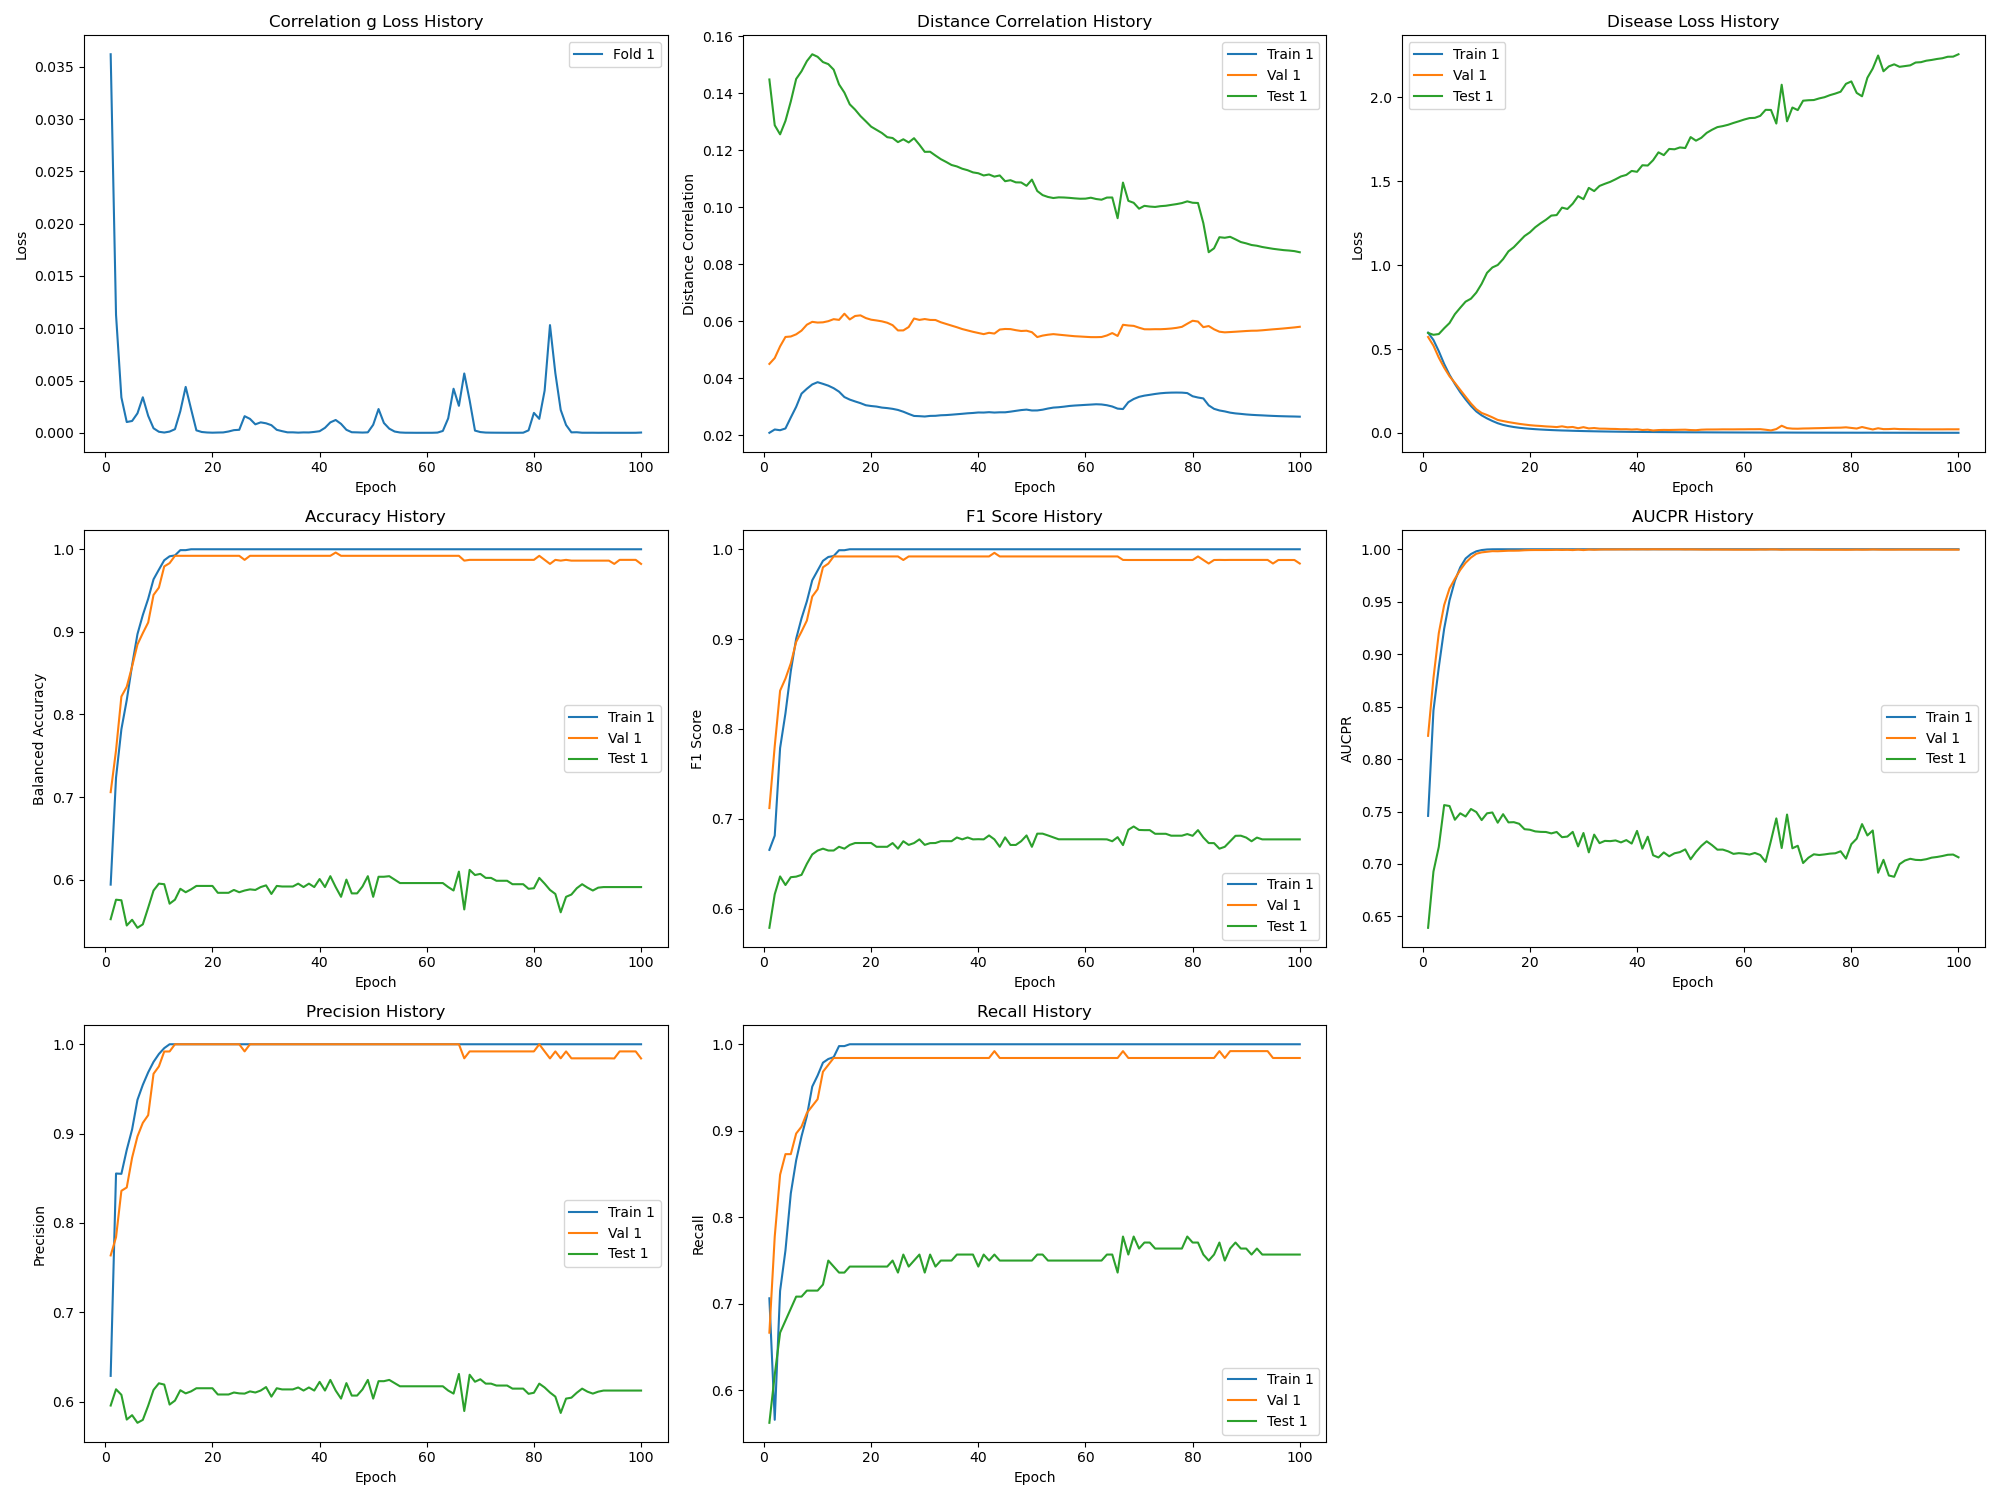 Correlation g Loss History
Loss
0.035
0.030
0.025
0.020
0.015
0.010
0.005
0.000
0 20 40 60 80 100
Epoch
Fold 1
Distance Correlation History
Distance Correlation
0.16
0.14
0.12
0.10
0.08
0.06
0.04
0.02
0 20 40 60 80 100
Epoch
Train 1
Val 1
Test 1
Disease Loss History
Loss
2.0
1.5
1.0
0.5
0.0
0 20 40 60 80 100
Epoch
Train 1
Val 1
Test 1
Accuracy History
Balanced Accuracy
1.0
0.9
0.8
0.7
0.6
0 20 40 60 80 100
Epoch
Train 1
Val 1
Test 1
F1 Score History
F1 Score
1.0
0.9
0.8
0.7
0.6
0 20 40 60 80 100
Epoch
Train 1
Val 1
Test 1
AUCPR History
AUCPR
1.00
0.95
0.90
0.85
0.80
0.75
0.70
0.65
0 20 40 60 80 100
Epoch
Train 1
Val 1
Test 1
Precision History
Precision
1.0
0.9
0.8
0.7
0.6
0 20 40 60 80 100
Epoch
Train 1
Val 1
Test 1
Recall History
Recall
1.0
0.9
0.8
0.7
0.6
0 20 40 60 80 100
Epoch
Train 1
Val 1
Test 1